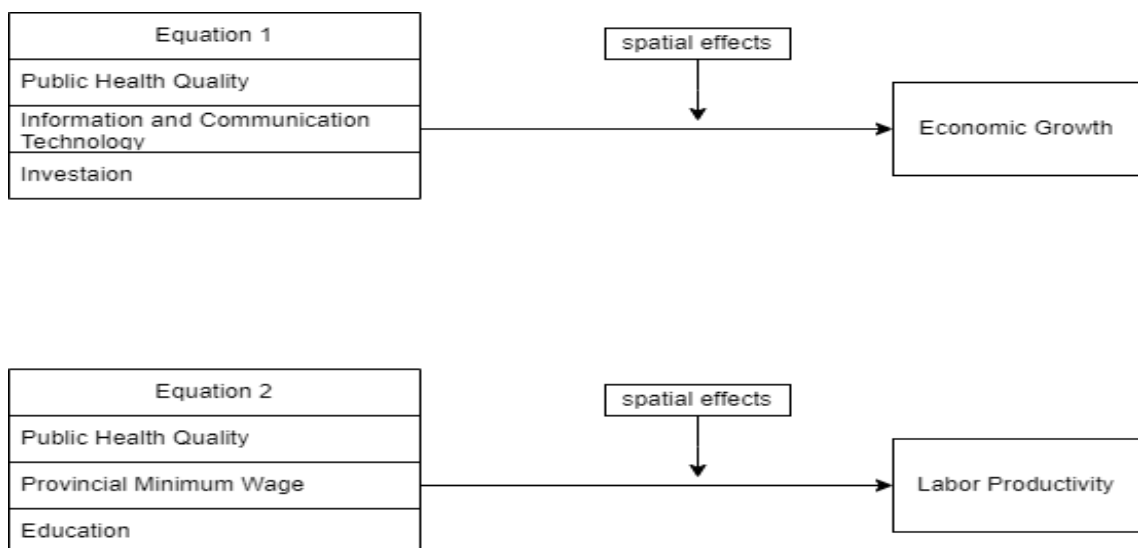 Equation 1
spatial effects
Public Health Quality
Information and Communication
Technology
Economic Growth
Investaion
Equation 2
spatial effects
Public Health Quality
Provincial Minimum Wage
Labor Productivity
Education